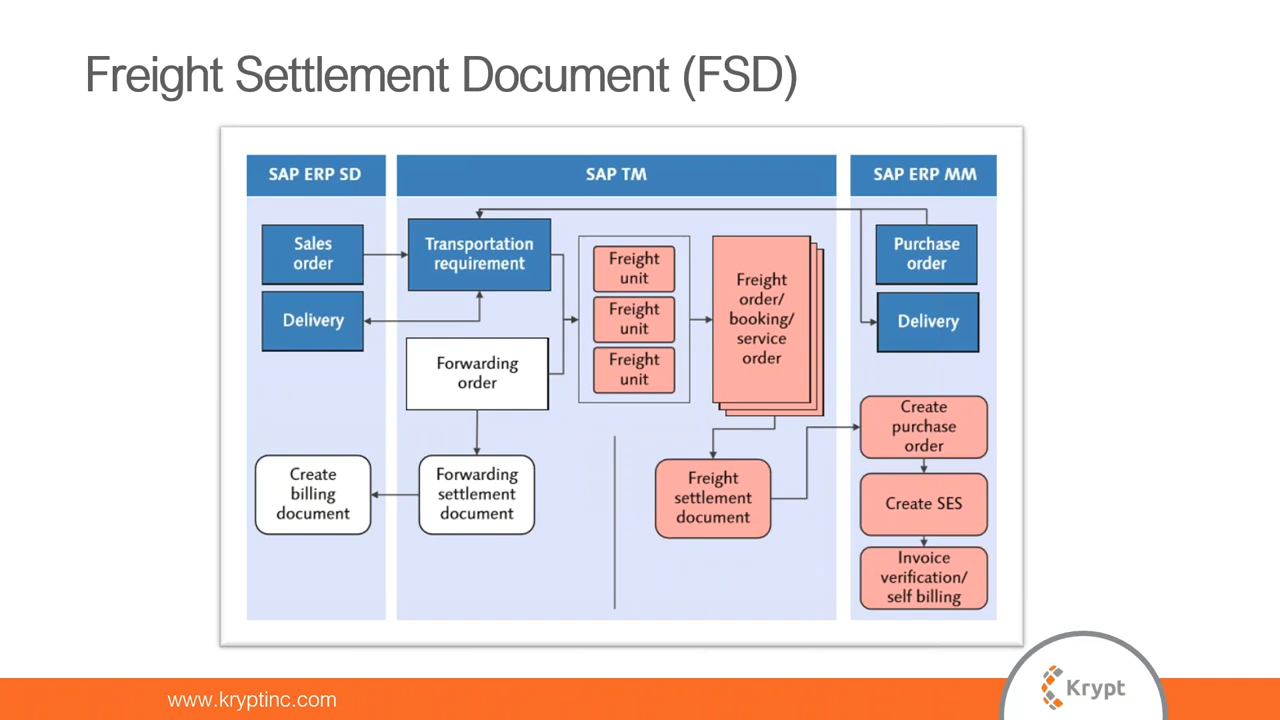 Freight Settlement Document (FSD)
SAP ERP SD
SAP TM
SAP ERP MM
Sales
order
Delivery
Transportation
requirement
Forwarding
order
Freight
unit
Freight
unit
Freight
unit
Freight
order/
booking/
service
order
Purchase
order
Delivery
Create
billing
document
Forwarding
settlement
document
Freight
settlement
document
Create
purchase
order
Create SES
Invoice
verification/
self billing
www.kryptinc.com
Krypt